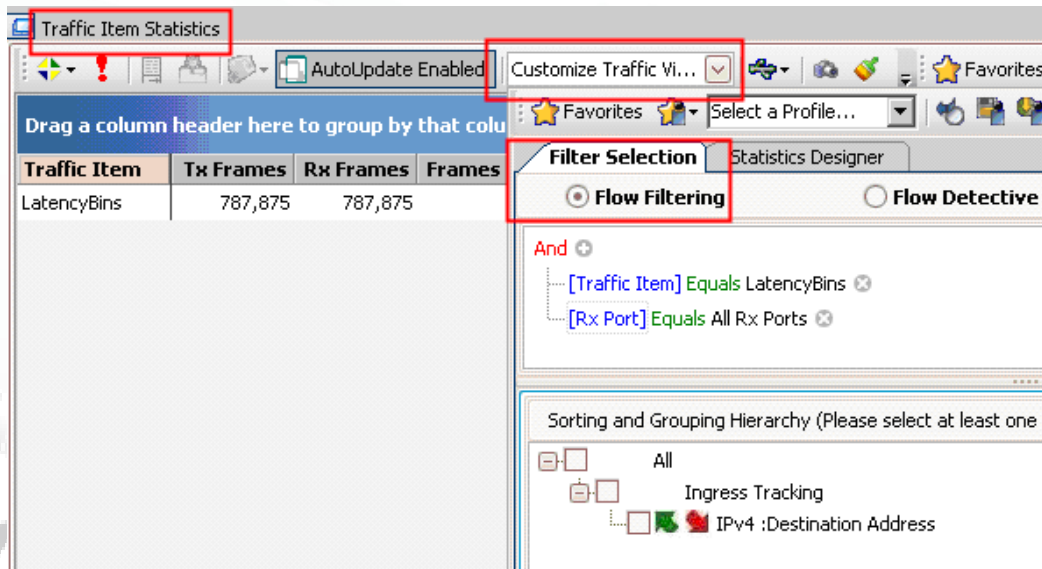 Traffic Item Statistics
AutoUpdate Enabled
Customize Traffic Vi...
Favorites
Drag a column header here to group by that colu
Favorites Select a Profile...
Traffic Item Tx Frames Rx Frames Frames
LatencyBins 787,875 787,875
Filter Selection Statistics Designer
Flow Filtering Flow Detective
And
[Traffic Item] Equals LatencyBins
[Rx Port] Equals All Rx Ports
Sorting and Grouping Hierarchy (Please select at least one
All
Ingress Tracking
IPv4 :Destination Address